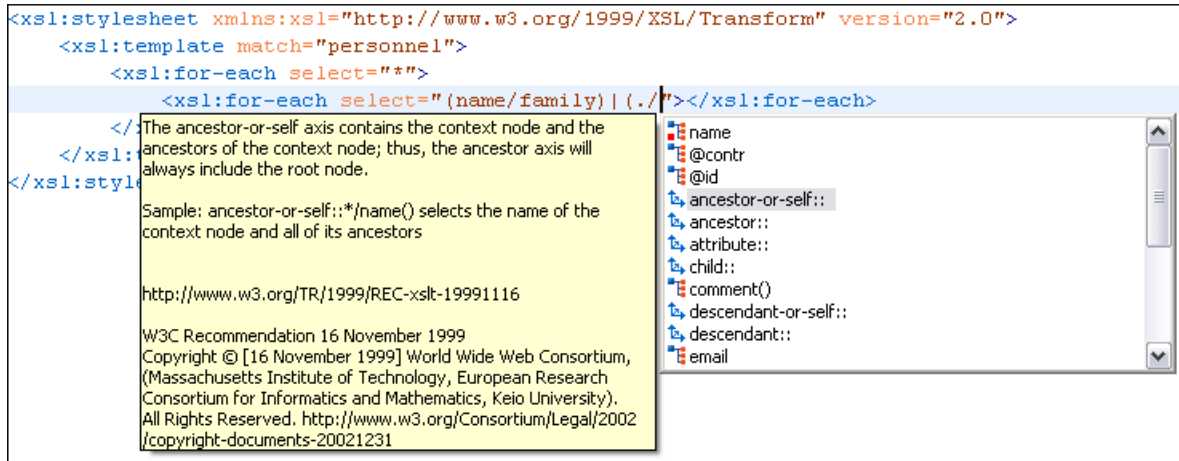 <xsl:stylesheet xmlns:xsl="http://www.w3.org/1999/XSL/Transform" version="2.0">
<xsl:template match="personnel">
<xsl:for-each select="*">
<xsl:for-each select="(name/family)|(./"></xsl:for-each>
</
</xsl:
</xsl:style
The ancestor-or-self axis contains the context node and the
ancestors of the context node; thus, the ancestor axis will
always include the root node.
Sample: ancestor-or-self::*/name() selects the name of the
context node and all of its ancestors
http://www.w3.org/TR/1999/REC-xslt-19991116
W3C Recommendation 16 November 1999
Copyright © [16 November 1999] World Wide Web Consortium,
(Massachusetts Institute of Technology, European Research
Consortium for Informatics and Mathematics, Keio University).
All Rights Reserved. http://www.w3.org/Consortium/Legal/2002
/copyright-documents-20021231
name
@contr
@id
ancestor-or-self::
ancestor::
attribute::
child::
comment()
descendant-or-self::
descendant::
email